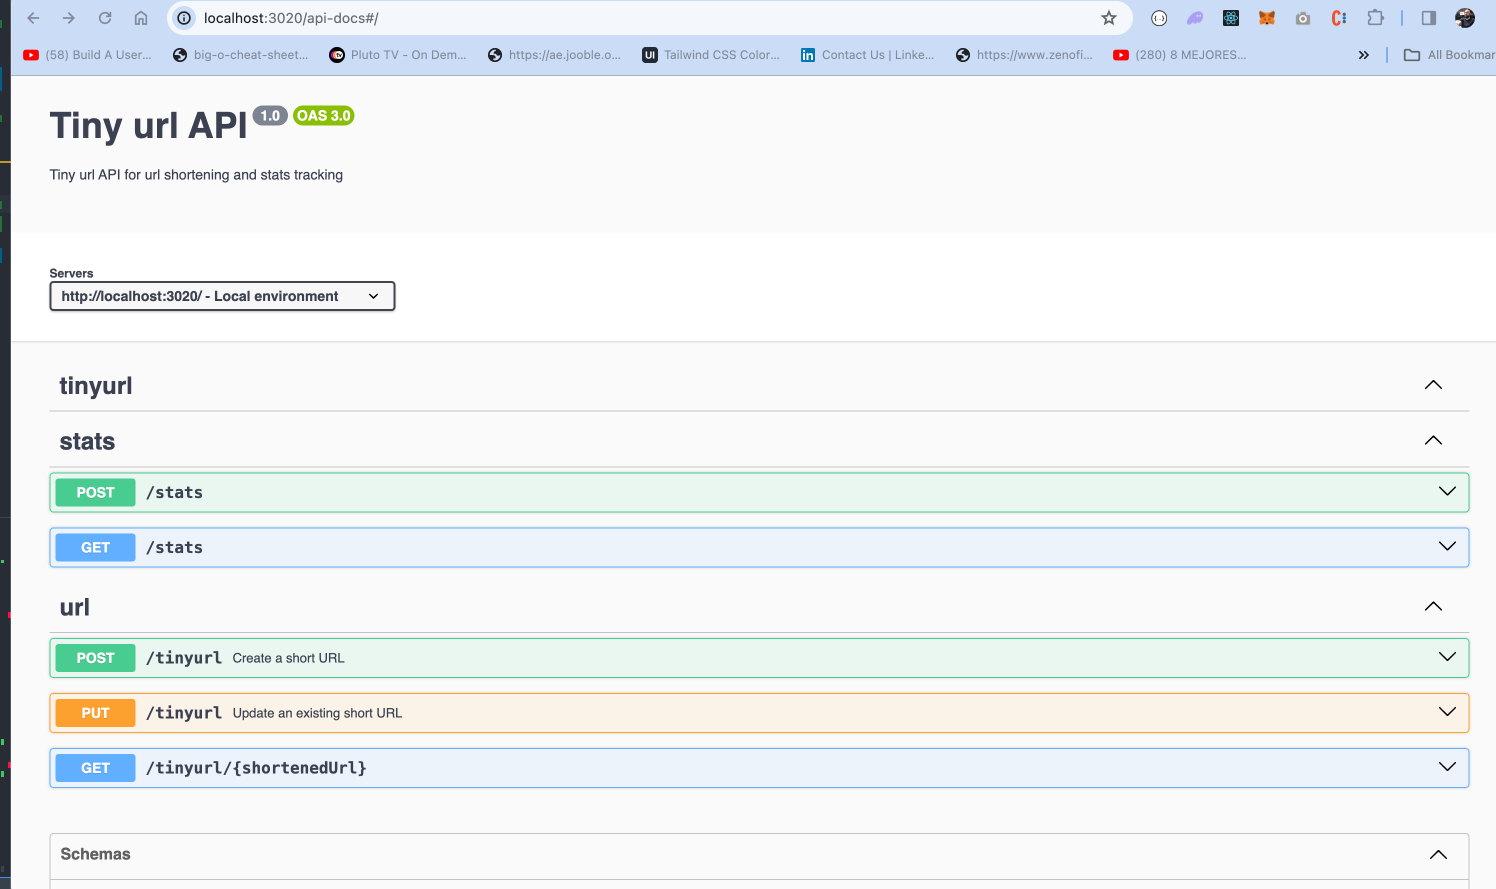 localhost:3020/api-docs#/
(58) Build A User...
big-o-cheat-sheet...
Pluto TV - On Dem...
https://ae.jooble.o...
Tailwind CSS Color...
Contact Us | Linke...
https://www.zenofi...
(280) 8 MEJORES...
All Bookmar
Tiny url API 1.0 OAS 3.0
Tiny url API for url shortening and stats tracking
Servers
http://localhost:3020/ - Local environment
tinyurl
stats
POST /stats
GET /stats
url
POST /tinyurl Create a short URL
PUT /tinyurl Update an existing short URL
GET /tinyurl/{shortenedUrl}
Schemas